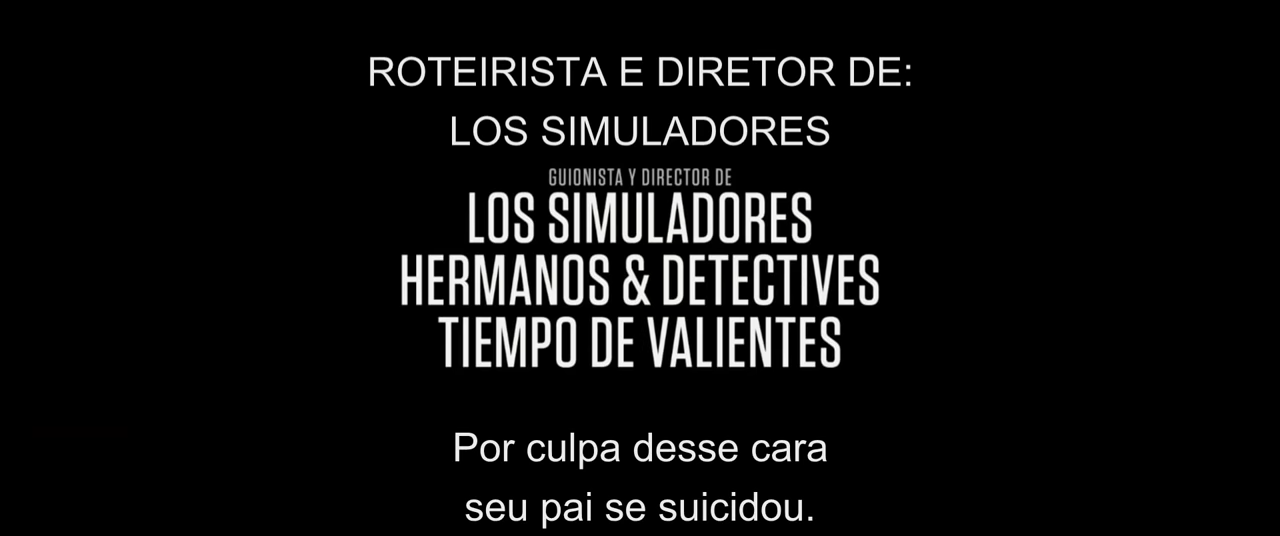 ROTEIRISTA E DIRETOR DE:
LOS SIMULADORES
GUIONISTA Y DIRECTOR DE
LOS SIMULADORES
HERMANOS & DETECTIVES
TIEMPO DE VALIENTES
Por culpa desse cara
seu pai se suicidou.